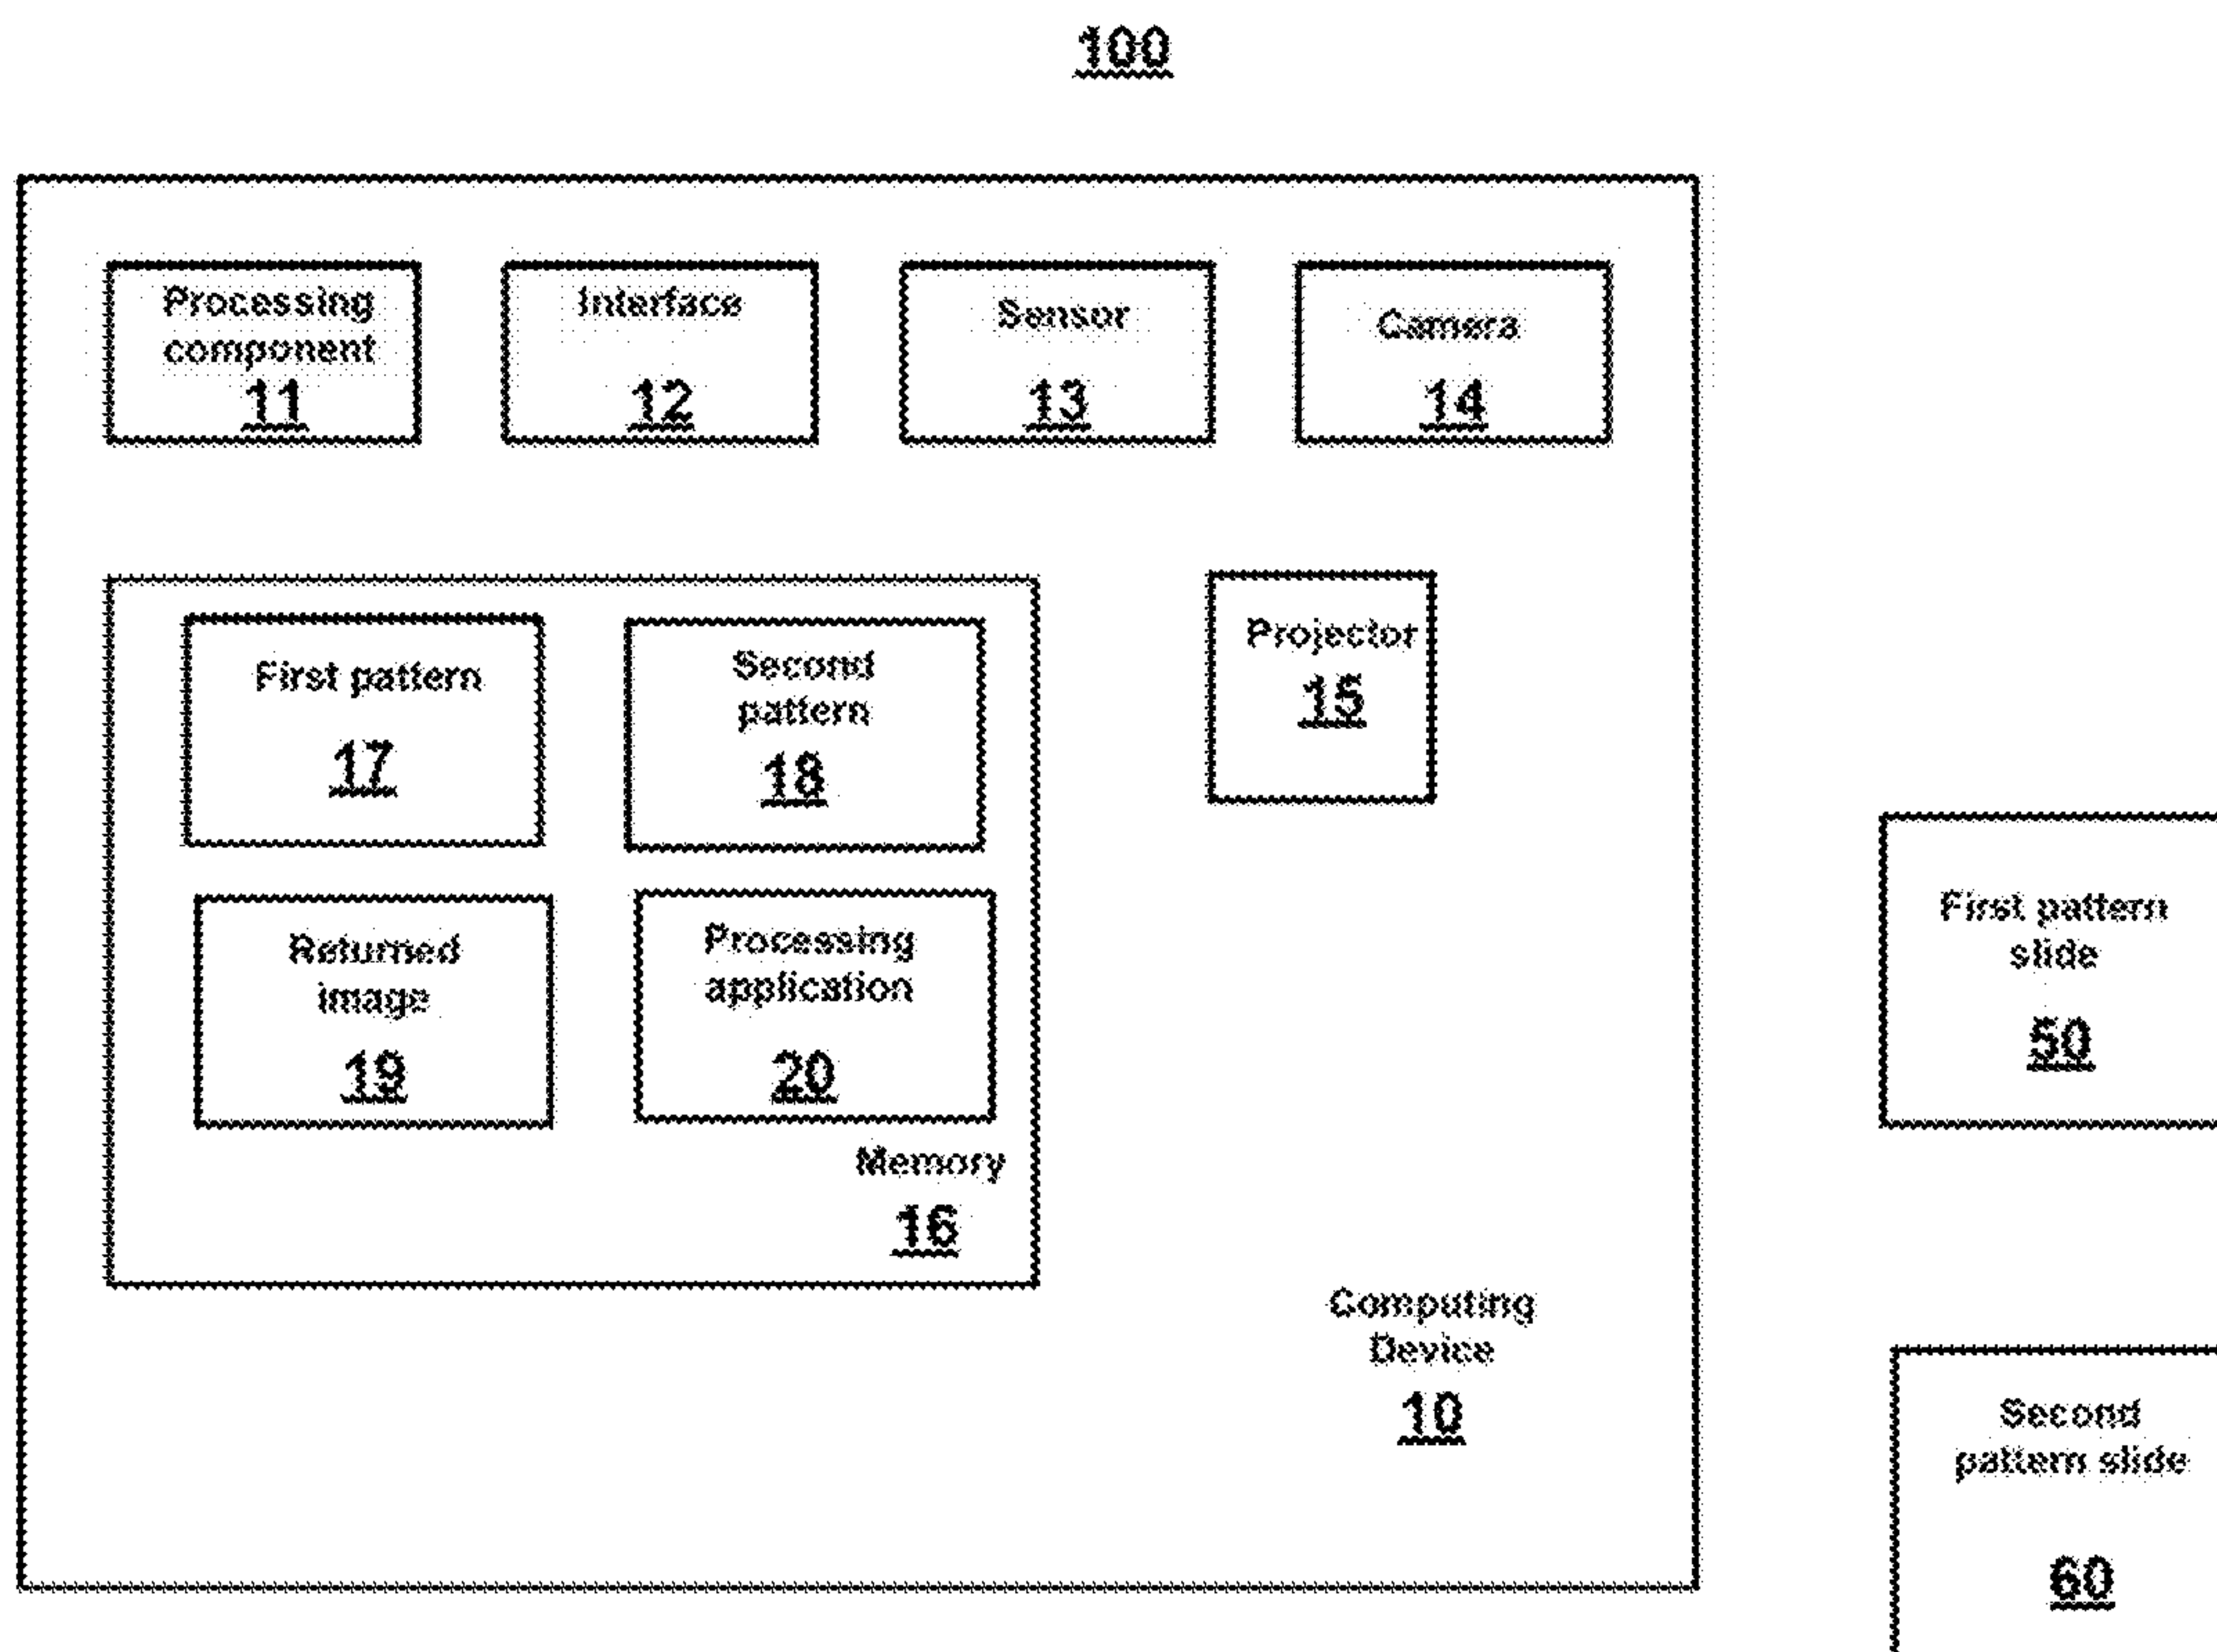 100
Processing
component
11
Interface
12
Sensor
13
Camera
14
First pattern
17
Second
pattern
18
Projector
15
Returned
image
19
Processing
application
20
Memory
16
Computing
Device
10
First pattern
slide
50
Second
pattern slide
60